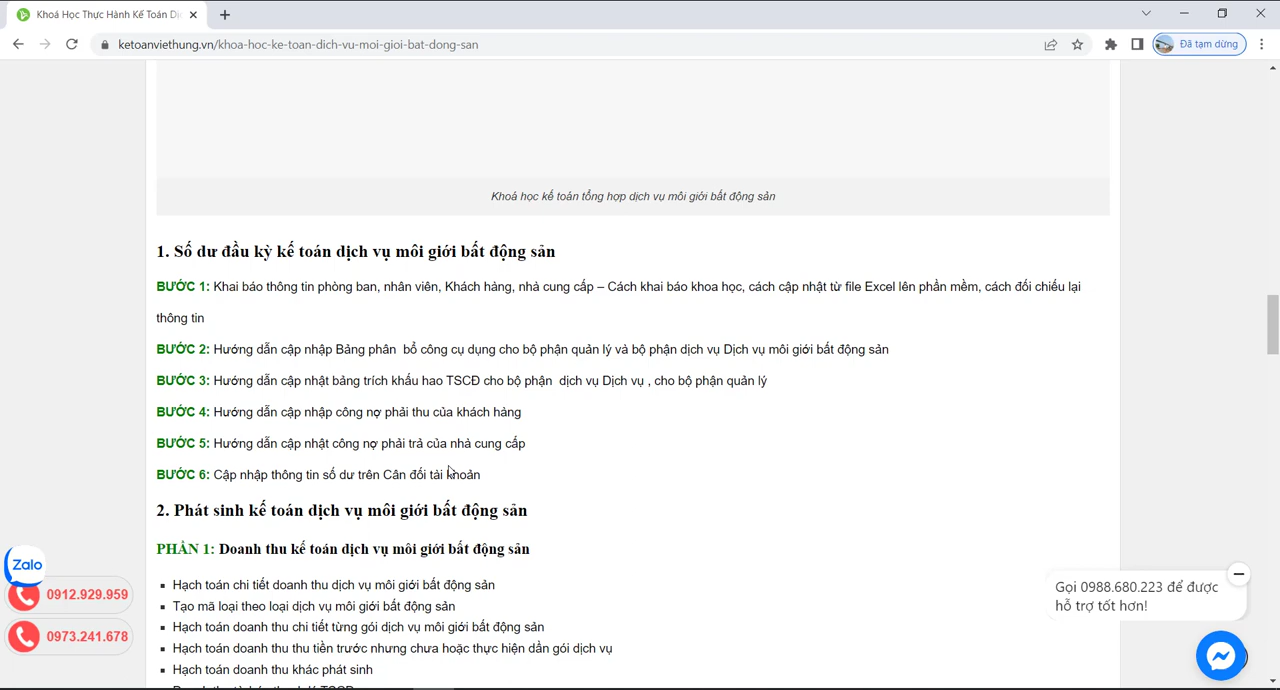 Khoá Học Thực Hành Kế Toán Dị
ketoanviethung.vn/khoa-hoc-ke-toan-dich-vu-moi-gioi-bat-dong-san
Đã tạm dừng
Khoá học kế toán tổng hợp dịch vụ môi giới bất động sản
1. Số dư đầu kỳ kế toán dịch vụ môi giới bất động sản
BƯỚC 1: Khai báo thông tin phòng ban, nhân viên, Khách hàng, nhà cung cấp – Cách khai báo khoa học, cách cập nhật từ file Excel lên phần mềm, cách đối chiếu lại
thông tin
BƯỚC 2: Hướng dẫn cập nhập Bảng phân bổ công cụ dụng cho bộ phận quản lý và bộ phận dịch vụ Dịch vụ môi giới bất động sản
BƯỚC 3: Hướng dẫn cập nhật bảng trích khấu hao TSCĐ cho bộ phận dịch vụ Dịch vụ , cho bộ phận quản lý
BƯỚC 4: Hướng dẫn cập nhập công nợ phải thu của khách hàng
BƯỚC 5: Hướng dẫn cập nhật công nợ phải trả của nhà cung cấp
BƯỚC 6: Cập nhập thông tin số dư trên Cân đối tài khoản
2. Phát sinh kế toán dịch vụ môi giới bất động sản
PHẦN 1: Doanh thu kế toán dịch vụ môi giới bất động sản
Hạch toán chi tiết doanh thu dịch vụ môi giới bất động sản
Tạo mã loại theo loại dịch vụ môi giới bất động sản
Hạch toán doanh thu chi tiết từng gói dịch vụ môi giới bất động sản
Hạch toán doanh thu thu tiền trước nhưng chưa hoặc thực hiện dần gói dịch vụ
Hạch toán doanh thu khác phát sinh
Zalo
0912.929.959
0973.241.678
Gọi 0988.680.223 để được
hỗ trợ tốt hơn!